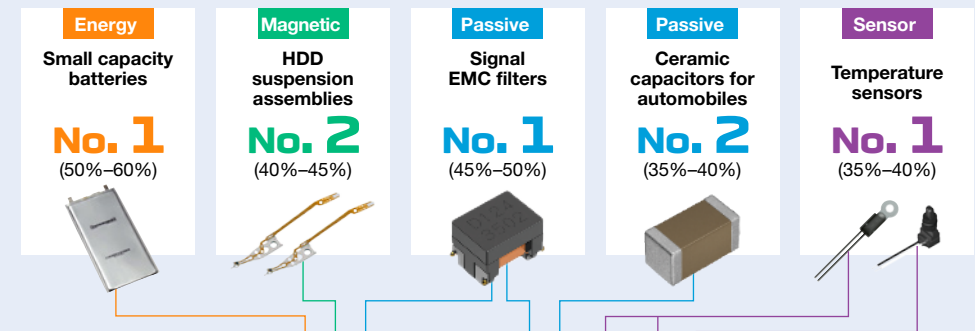 Energy
Small capacity
batteries
No. 1
(50%–60%)
Magnetic
HDD
suspension
assemblies
No. 2
(40%–45%)
Passive
Signal
EMC filters
No. 1
(45%–50%)
Passive
Ceramic
capacitors for
automobiles
No. 2
(35%–40%)
Sensor
Temperature
sensors
No. 1
(35%–40%)